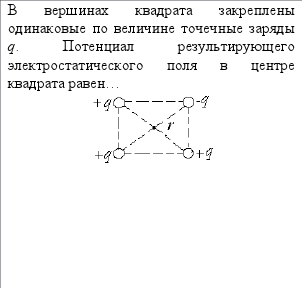 В вершинах квадрата закреплены
одинаковые по величине точечные заряды
q. Потенциал результирующего
электростатического поля в центре
квадрата равен…
+q -q
r
+q +q